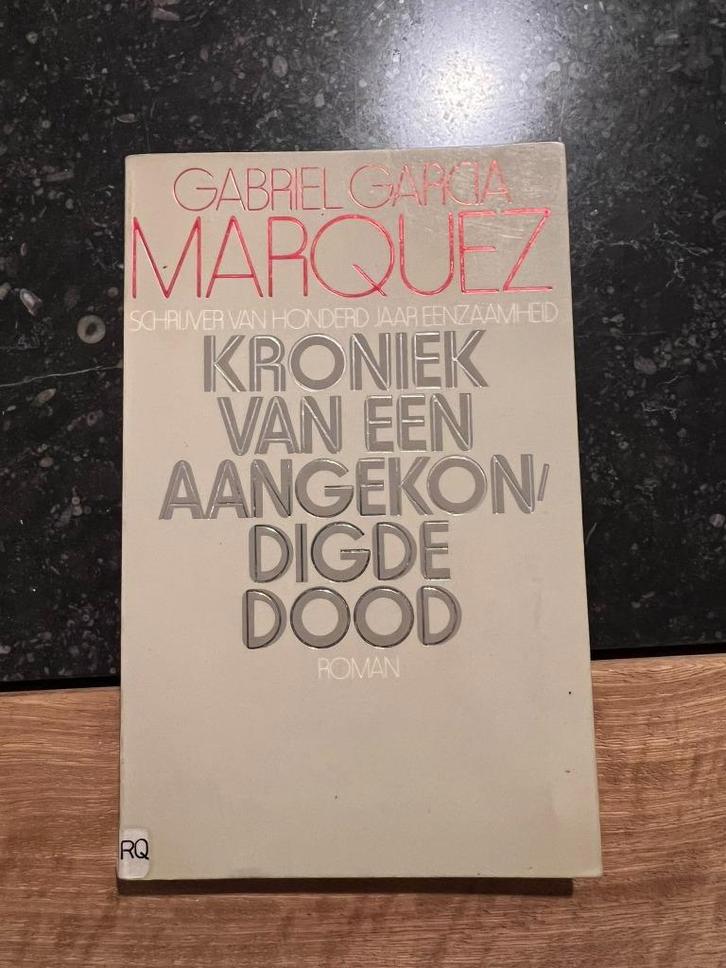 GABRIEL GARCIA
MARQUEZ
SCHRIJVER VAN HONDERD JAAR EENZAAMHEID
KRONIEK
VAN EEN
AANGEKON/
DIGDE
DOOD
ROMAN
RQ